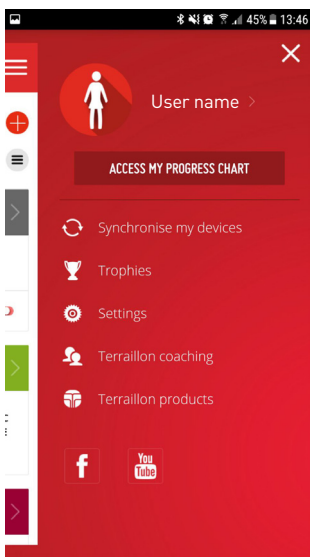 45% 13:46
User name
ACCESS MY PROGRESS CHART
Synchronise my devices
Trophies
Settings
Terraillon coaching
Terraillon products
f You
Tube